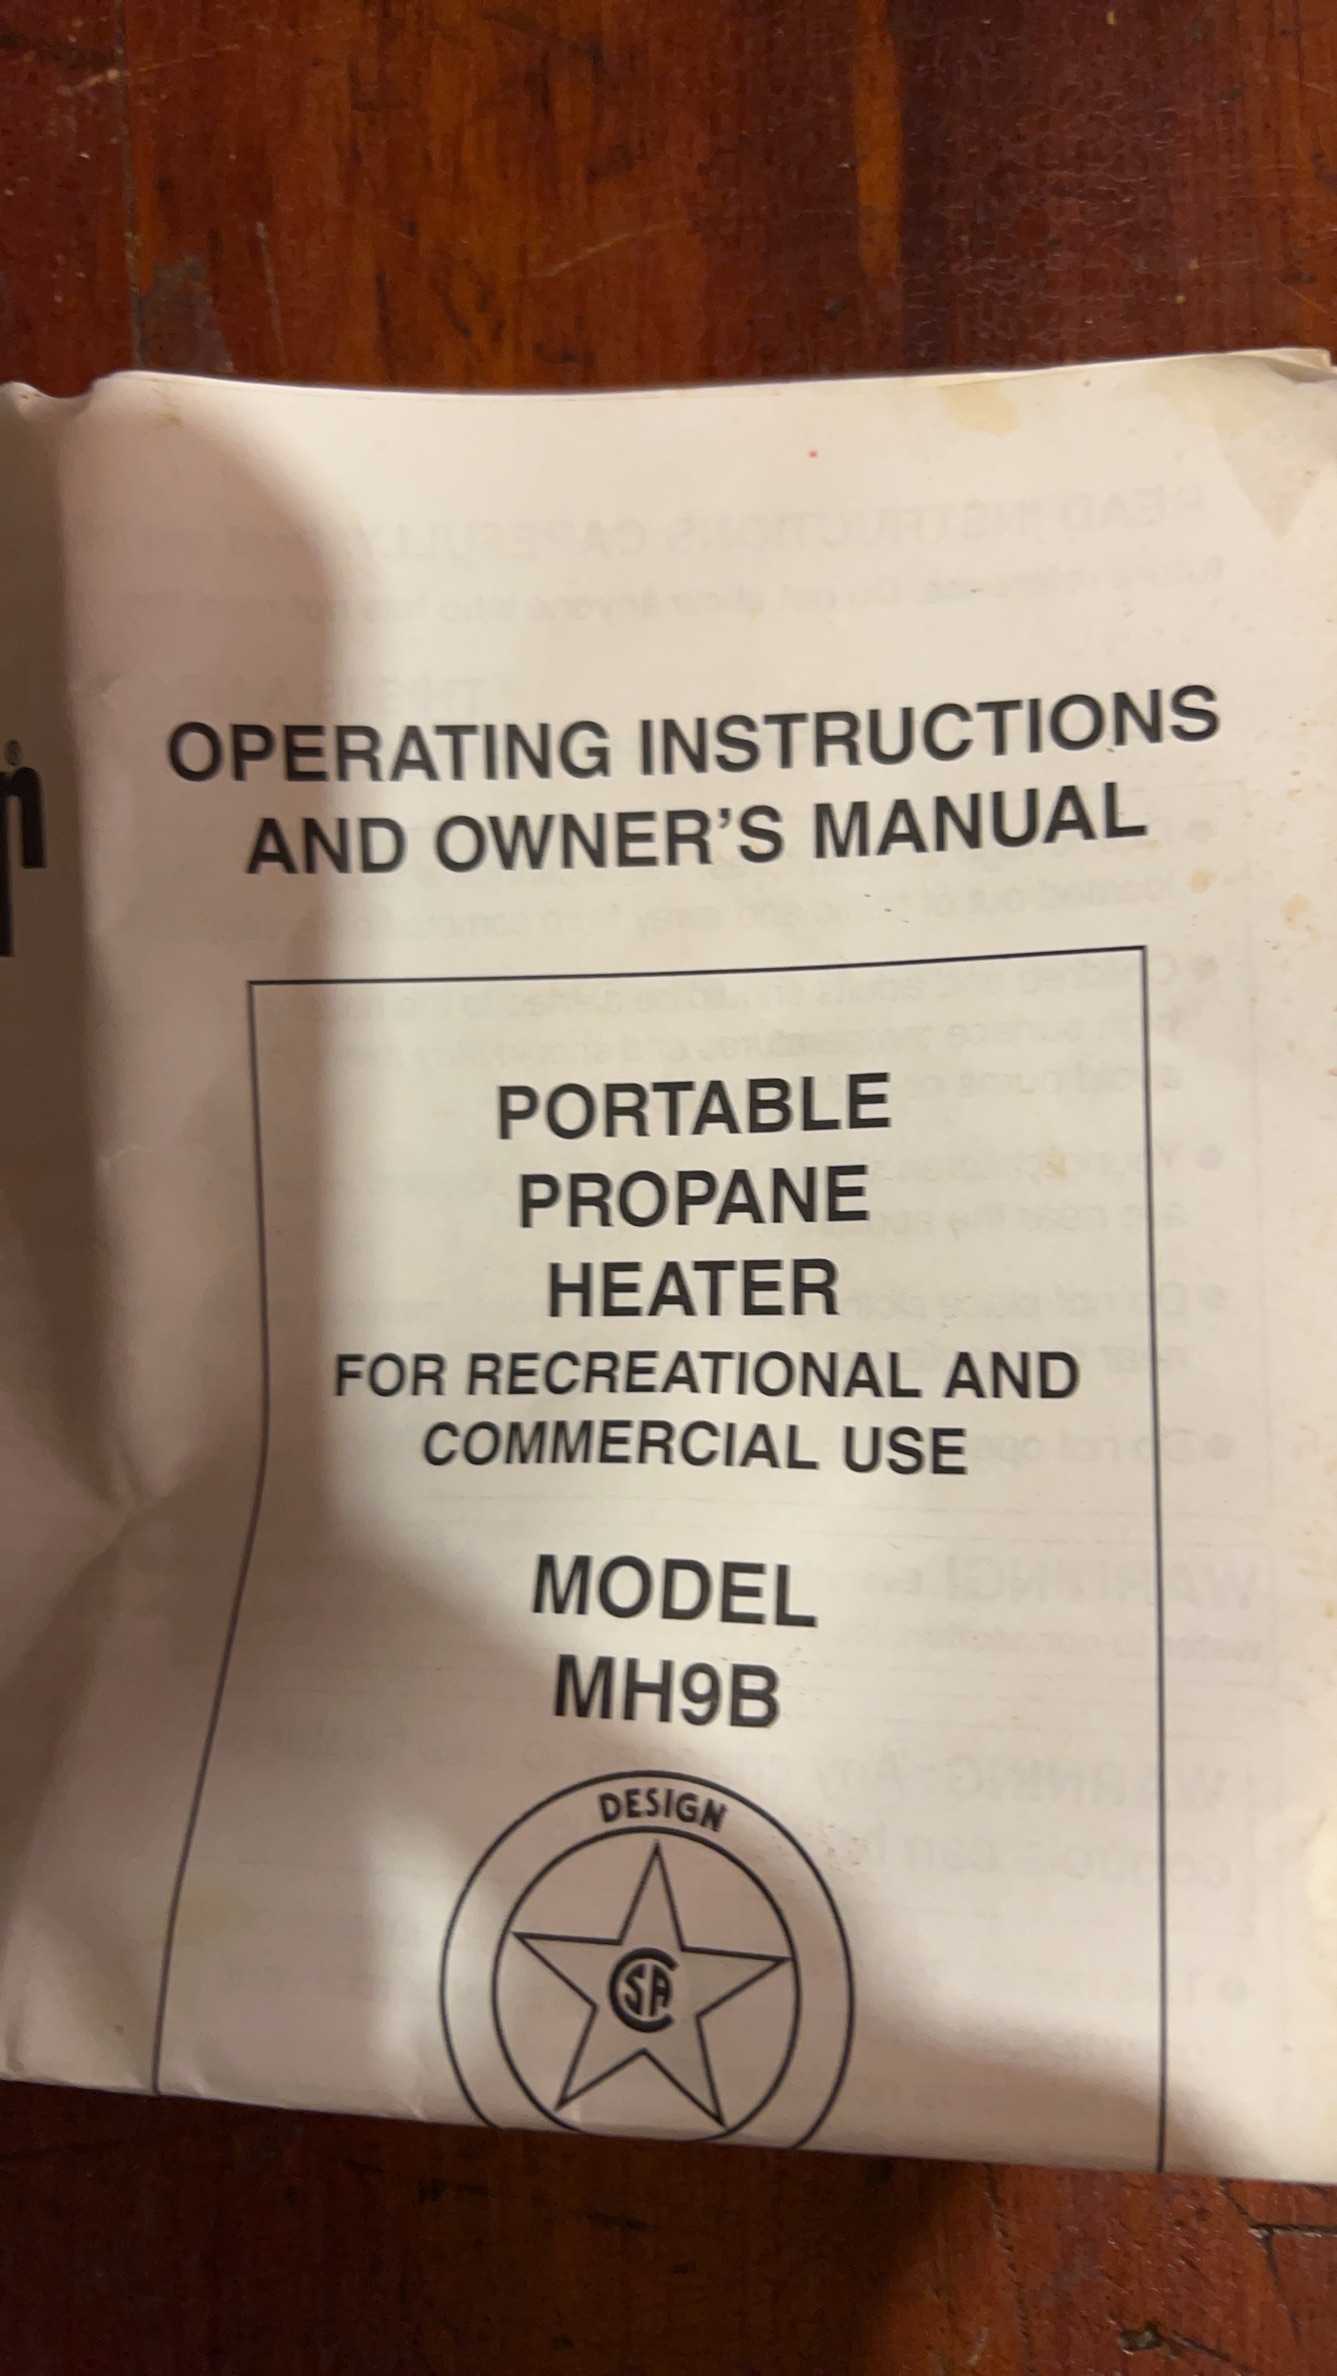 OPERATING INSTRUCTIONS
AND OWNER'S MANUAL
PORTABLE
PROPANE
HEATER
FOR RECREATIONAL AND
COMMERCIAL USE
MODEL
MH9B
DESIGN
CSA